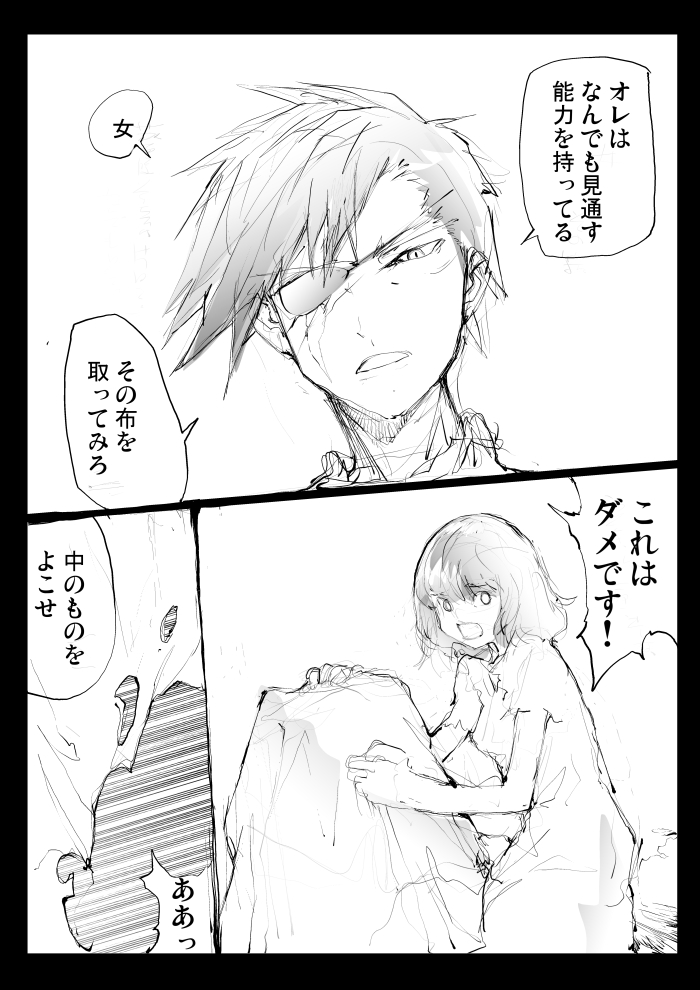 オレは
なんでも見通す
能力を持ってる
女
その布を
取ってみろ
これは
ダメです！
中のものを
よこせ
ああっ